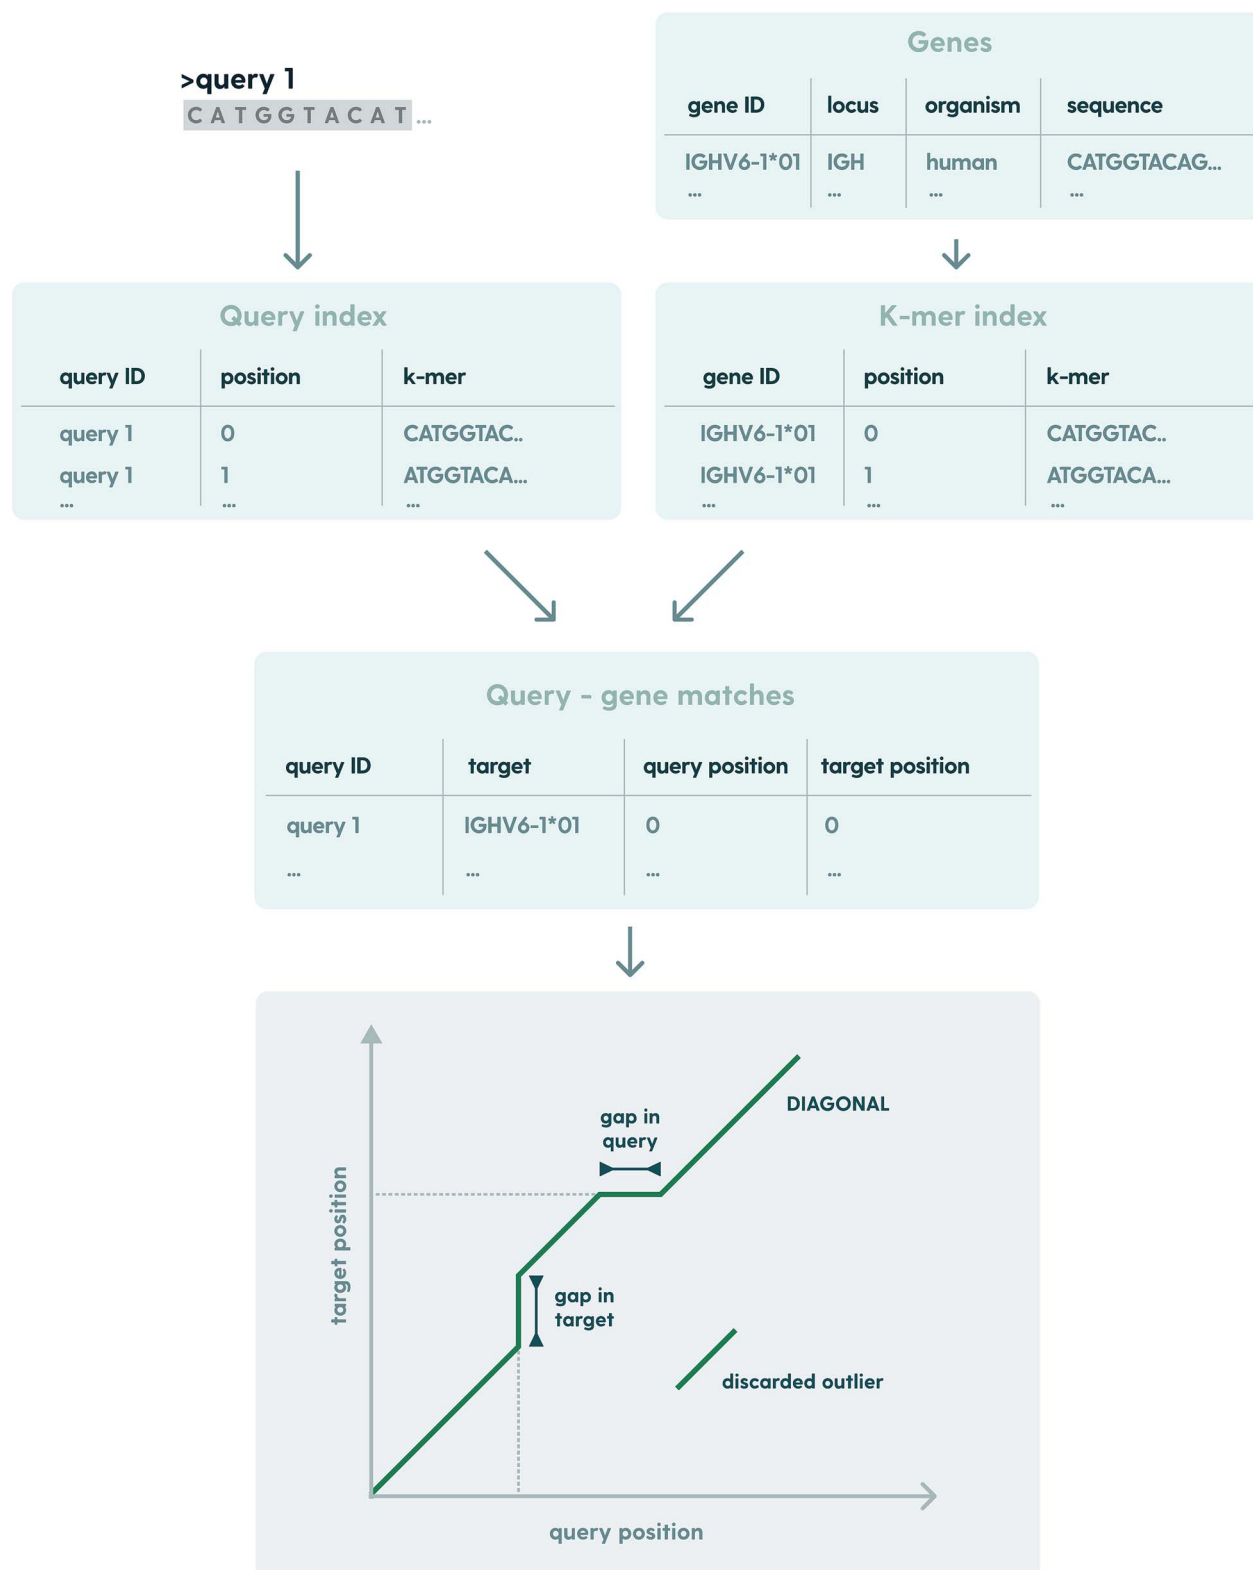 >query 1
CATGGTACAT...
Genes
gene ID locus organism sequence
IGHV6-1*01 IGH human CATGGTACAG...
... ... ... ...
Query index
query ID position k-mer
query 1 0 CATGGTAC..
query 1 1 ATGGTACA...
... ... ...
K-mer index
gene ID position k-mer
IGHV6-1*01 0 CATGGTAC..
IGHV6-1*01 1 ATGGTACA...
... ... ...
Query - gene matches
query ID target query position target position
query 1 IGHV6-1*01 0 0
... ... ... ...
DIAGONAL
gap in
query
target position
gap in
target
discarded outlier
query position